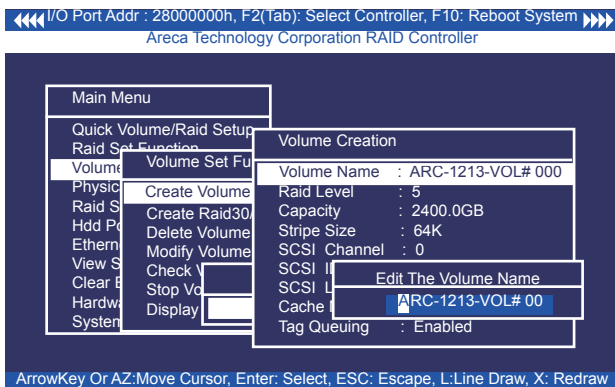 I/O Port Addr : 28000000h, F2(Tab): Select Controller, F10: Reboot System
Areca Technology Corporation RAID Controller
Main Menu
Quick Volume/Raid Setup
Raid Set Function
Volume
Physic
Raid S
Hdd Po
Ethern
View S
Clear E
Hardwa
System
Volume Set Fu
Create Volume
Create Raid30/
Delete Volume
Modify Volume
Check V
Stop Vo
Display
Volume Creation
Volume Name : ARC-1213-VOL# 000
Raid Level : 5
Capacity : 2400.0GB
Stripe Size : 64K
SCSI Channel : 0
SCSI I
SCSI L
Cache
Tag Queuing : Enabled
Edit The Volume Name
ARC-1213-VOL# 00
ArrowKey Or AZ:Move Cursor, Enter: Select, ESC: Escape, L:Line Draw, X: Redraw